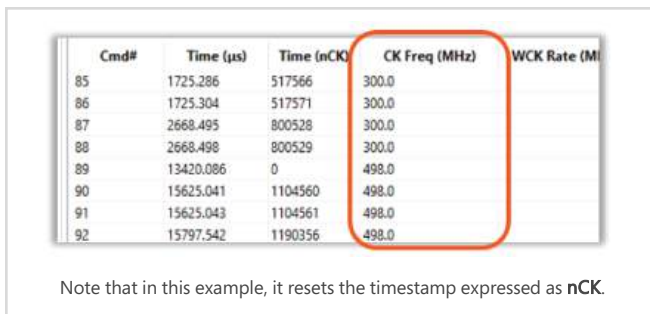 Cmd# Time (µs) Time (nCK) CK Freq (MHz) WCK Rate (MI
85 1725.286 517566 300.0
86 1725.304 517571 300.0
87 2668.495 800528 300.0
88 2668.498 800529 300.0
89 13420.086 0 498.0
90 15625.041 1104560 498.0
91 15625.043 1104561 498.0
92 15797.542 1190356 498.0
Note that in this example, it resets the timestamp expressed as nCK.